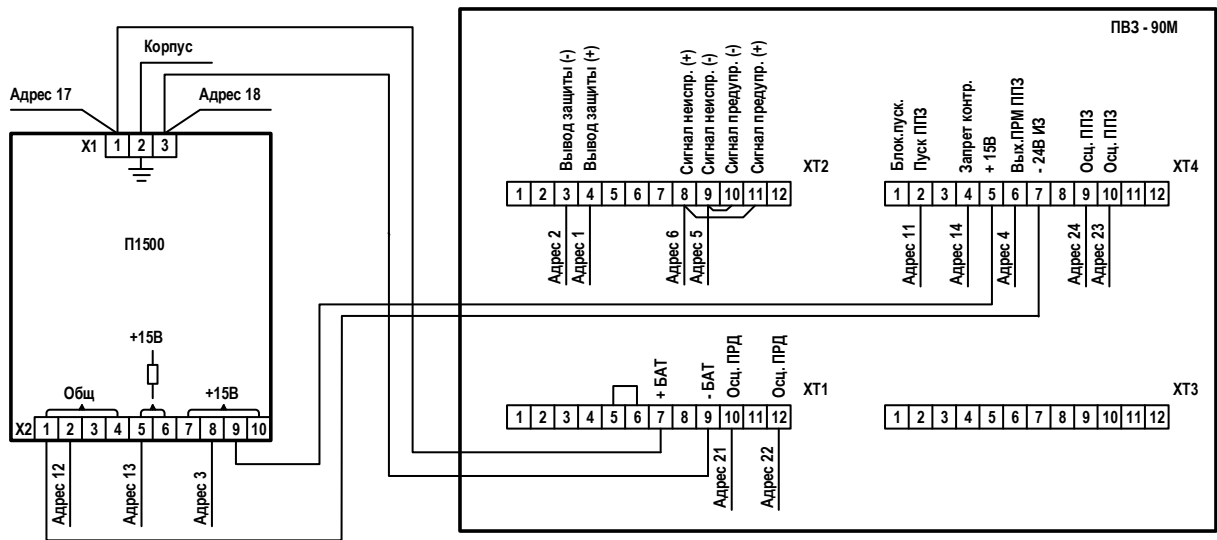 ПВЗ - 90М
Корпус
Адрес 17
Адрес 18
X1 1 2 3
П1500
+15В
Общ
+15В
X2 1 2 3 4 5 6 7 8 9 10
Адрес 12
Адрес 13
Адрес 3
Вывод защиты (-)
Вывод защиты (+)
Сигнал неиспр. (+)
Сигнал неиспр. (-)
Сигнал предупр. (-)
Сигнал предупр. (+)
XT2
1 2 3 4 5 6 7 8 9 10 11 12
Адрес 2
Адрес 1
Адрес 6
Адрес 5
Блок.пуск.
Пуск ППЗ
Запрет контр.
+ 15В
Вых.ПРМ ППЗ
- 24В ИЗ
Осц. ППЗ
Осц. ППЗ
XT4
1 2 3 4 5 6 7 8 9 10 11 12
Адрес 11
Адрес 14
Адрес 4
Адрес 24
Адрес 23
+ БАТ
- БАТ
Осц. ПРД
Осц. ПРД
XT1
1 2 3 4 5 6 7 8 9 10 11 12
Адрес 21
Адрес 22
XT3
1 2 3 4 5 6 7 8 9 10 11 12